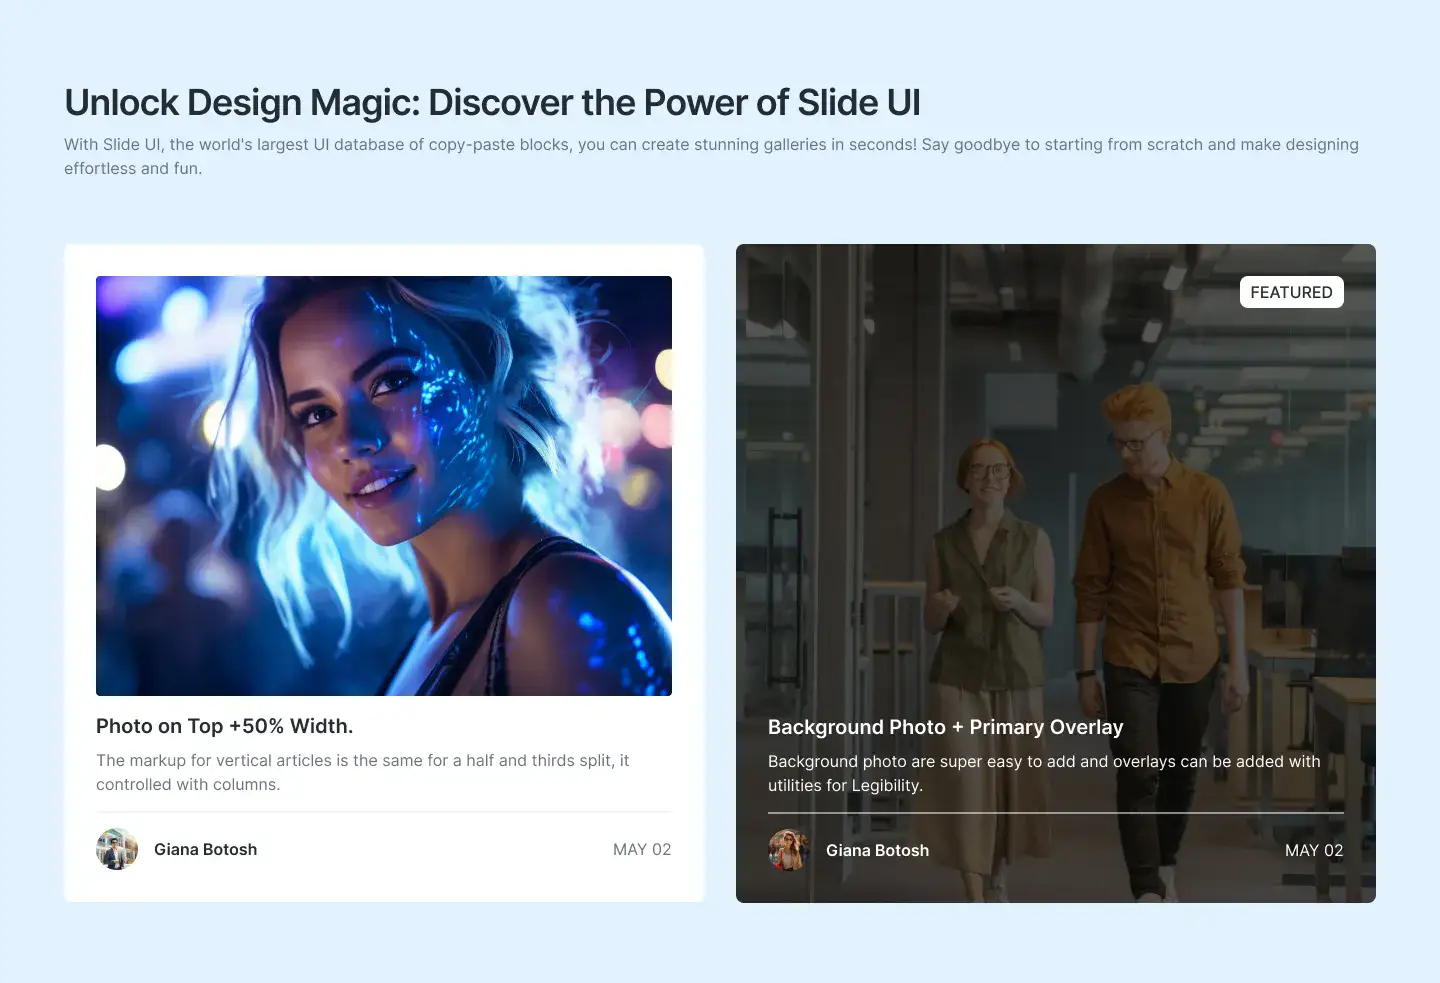 Unlock Design Magic: Discover the Power of Slide UI
With Slide UI, the world's largest UI database of copy-paste blocks, you can create stunning galleries in seconds! Say goodbye to starting from scratch and make designing
effortless and fun.
Photo on Top +50% Width.
The markup for vertical articles is the same for a half and thirds split, it
controlled with columns.
Giana Botosh
MAY 02
FEATURED
Background Photo + Primary Overlay
Background photo are super easy to add and overlays can be added with
utilities for Legibility.
Giana Botosh
MAY 02